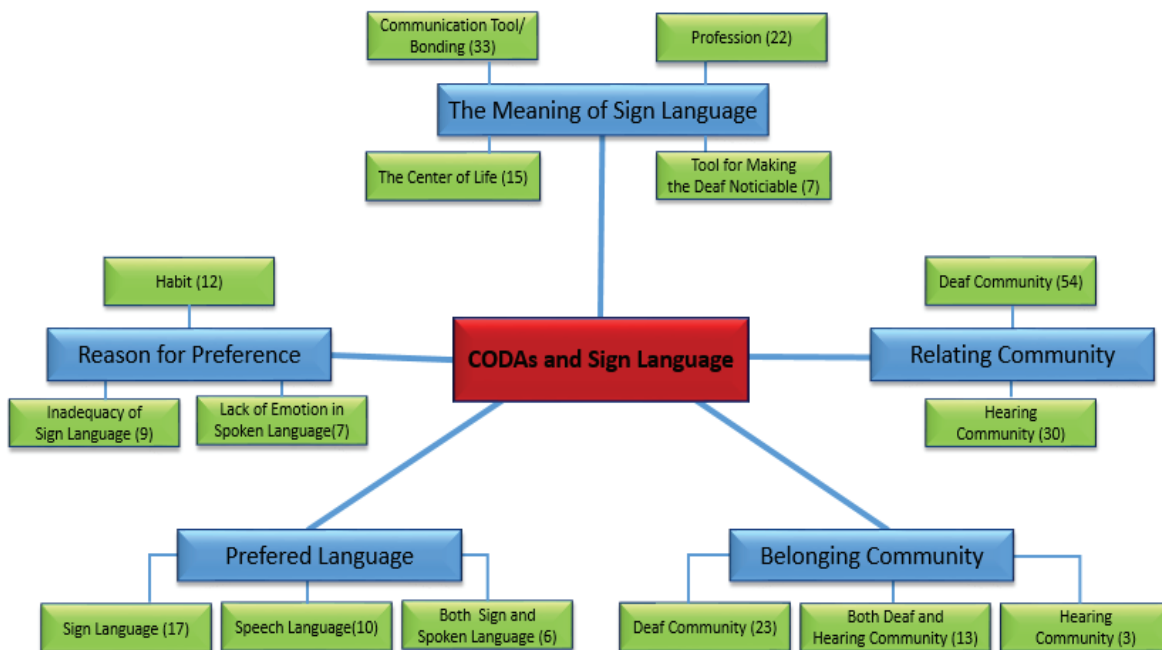 Communication Tool/
Bonding (33)
Profession (22)
The Meaning of Sign Language
The Center of Life (15)
Tool for Making
the Deaf Noticiable (7)
Habit (12)
Reason for Preference
Inadequacy of
Sign Language (9)
Lack of Emotion in
Spoken Language(7)
CODAs and Sign Language
Deaf Community (54)
Relating Community
Hearing
Community (30)
Prefered Language
Sign Language (17)
Speech Language(10)
Both Sign and
Spoken Language (6)
Belonging Community
Deaf Community (23)
Both Deaf and
Hearing Community (13)
Hearing
Community (3)